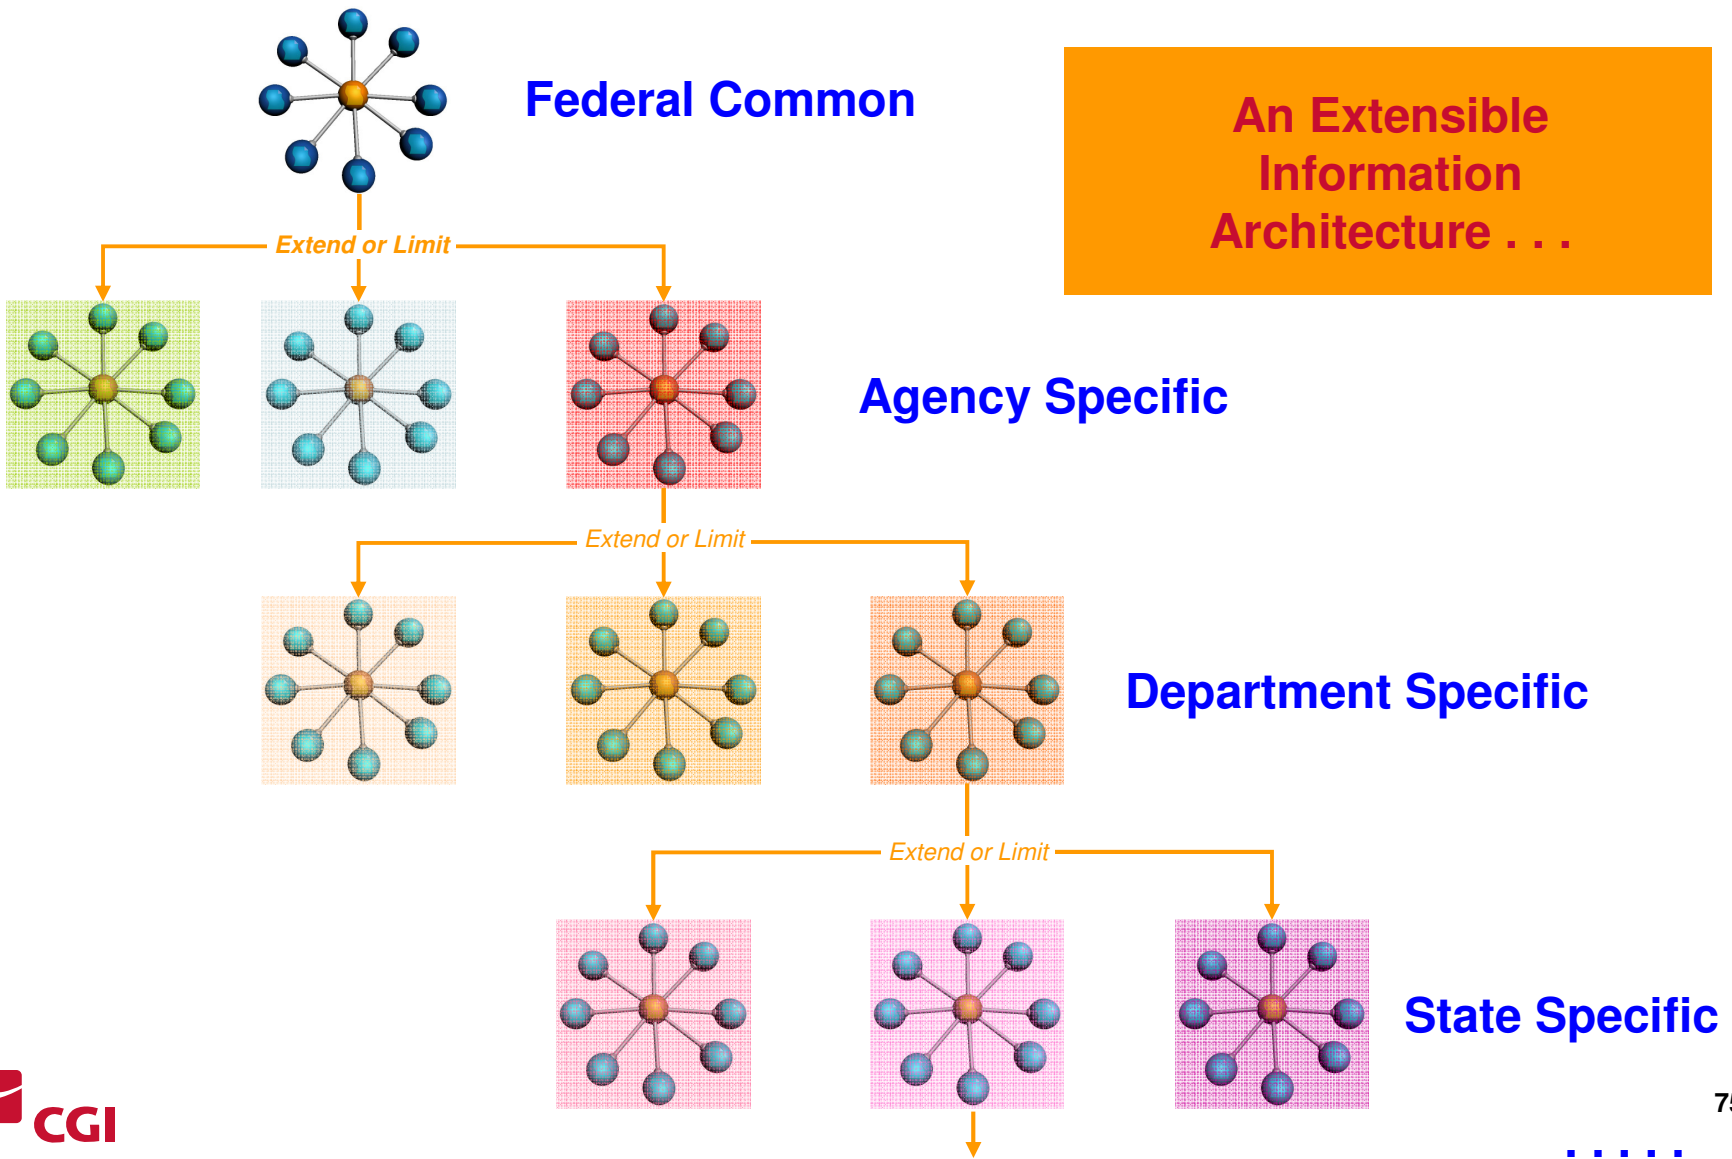 Federal Common
An Extensible
Information
Architecture . . .
Extend or Limit
Agency Specific
Extend or Limit
Department Specific
Extend or Limit
State Specific
CGI
75
. . . . .